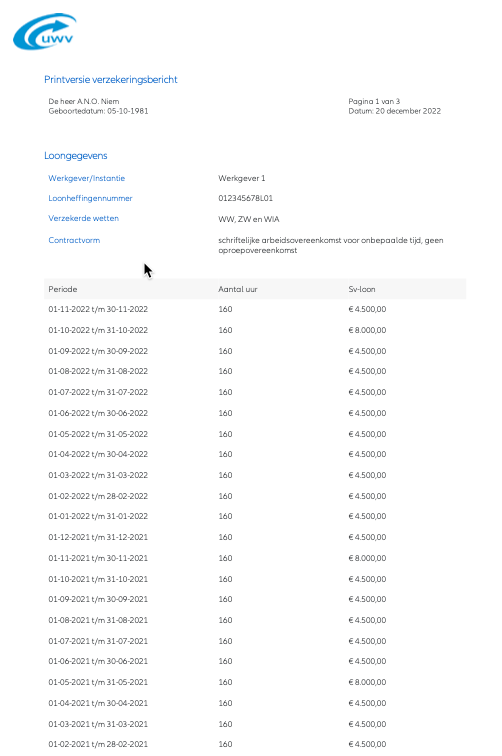 uwv
Printversie verzekeringsbericht
De heer A.N.O. Niem
Pagina 1 van 3
Geboortedatum: 05-10-1981
Datum: 20 december 2022
Loongegevens
Werkgever/Instantie Werkgever 1
Loonheffingennummer 012345678L01
Verzekerde wetten WW, ZW en WIA
Contractvorm schriftelijke arbeidsovereenkomst voor onbepaalde tijd, geen
oproepovereenkomst
Periode Aantal uur Sv-loon
01-11-2022 t/m 30-11-2022 160 € 4.500,00
01-10-2022 t/m 31-10-2022 160 € 8.000,00
01-09-2022 t/m 30-09-2022 160 € 4.500,00
01-08-2022 t/m 31-08-2022 160 € 4.500,00
01-07-2022 t/m 31-07-2022 160 € 4.500,00
01-06-2022 t/m 30-06-2022 160 € 4.500,00
01-05-2022 t/m 31-05-2022 160 € 4.500,00
01-04-2022 t/m 30-04-2022 160 € 4.500,00
01-03-2022 t/m 31-03-2022 160 € 4.500,00
01-02-2022 t/m 28-02-2022 160 € 4.500,00
01-01-2022 t/m 31-01-2022 160 € 4.500,00
01-12-2021 t/m 31-12-2021 160 € 4.500,00
01-11-2021 t/m 30-11-2021 160 € 8.000,00
01-10-2021 t/m 31-10-2021 160 € 4.500,00
01-09-2021 t/m 30-09-2021 160 € 4.500,00
01-08-2021 t/m 31-08-2021 160 € 4.500,00
01-07-2021 t/m 31-07-2021 160 € 4.500,00
01-06-2021 t/m 30-06-2021 160 € 4.500,00
01-05-2021 t/m 31-05-2021 160 € 8.000,00
01-04-2021 t/m 30-04-2021 160 € 4.500,00
01-03-2021 t/m 31-03-2021 160 € 4.500,00
01-02-2021 t/m 28-02-2021 160 € 4.500,00